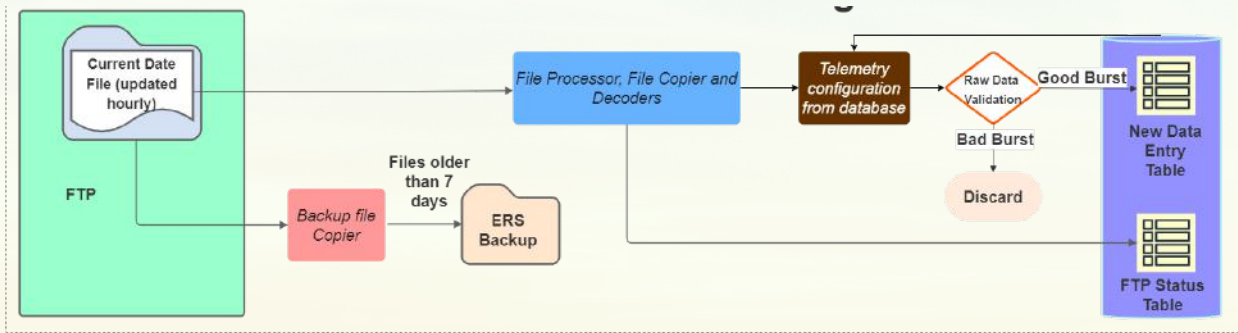 Current Date
File (updated
hourly)
FTP
Backup file
Copier
Files older
than 7
days
ERS
Backup
File Processor, File Copier and
Decoders
Telemetry
configuration
from database
Raw Data
Validation
Good Burst
Bad Burst
Discard
New Data
Entry
Table
FTP Status
Table